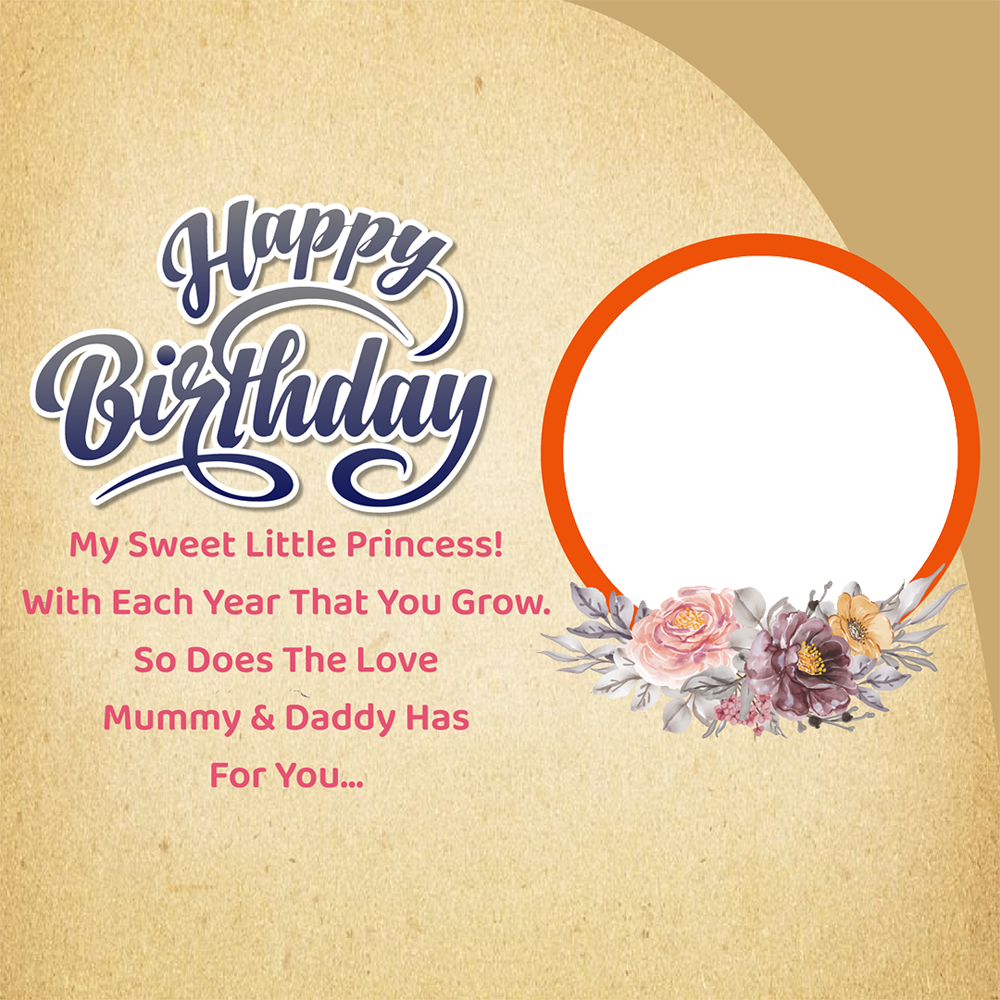 Happy
Birthday
My Sweet Little Princess!
With Each Year That You Grow.
So Does The Love
Mummy & Daddy Has
For You...